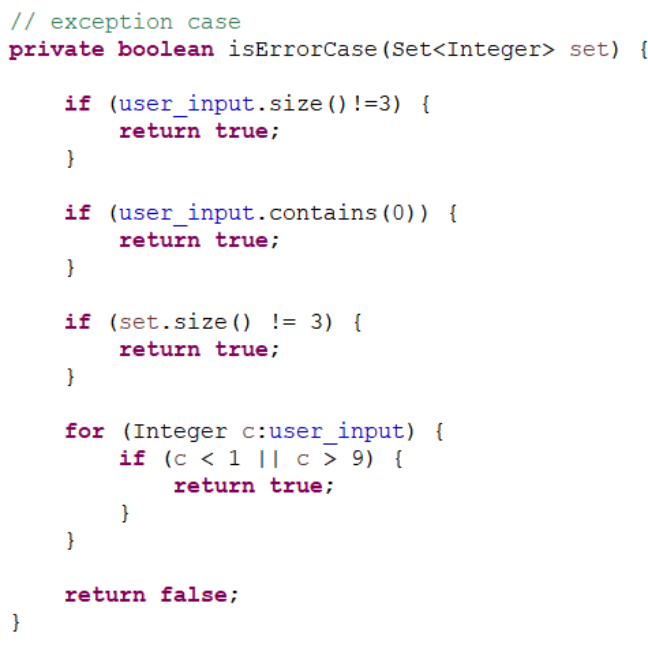 // exception case
private boolean isErrorCase(Set<Integer> set) {
if (user_input.size()!=3) {
return true;
}
if (user_input.contains(0)) {
return true;
}
if (set.size() != 3) {
return true;
}
for (Integer c:user_input) {
if (c < 1 || c > 9) {
return true;
}
}
return false;
}